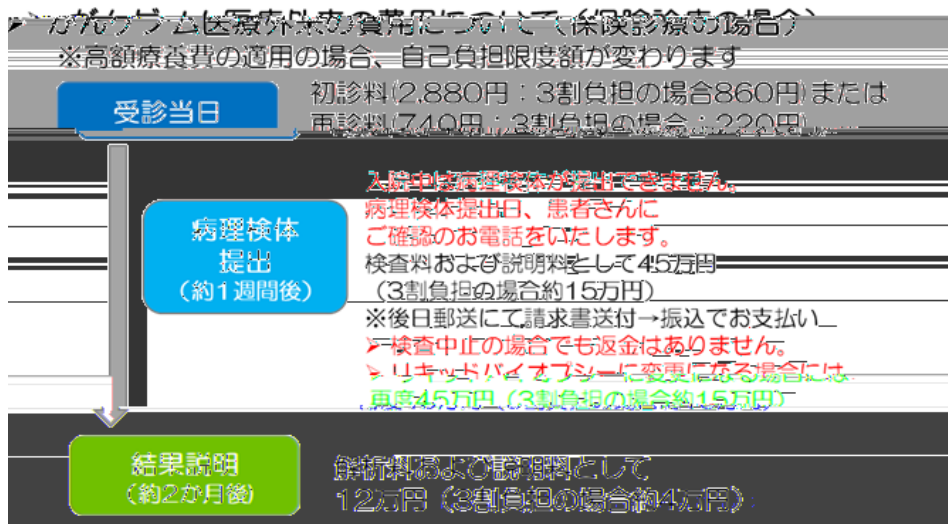 ➤ がんゲノム医療外来の費用について（保険診療の場合）
※高額療養費の適用の場合、自己負担限度額が変わります
受診当日
初診料(2,880円：3割負担の場合860円)または
再診料(740円：3割負担の場合：220円)
入院中は病理検体が提出できません。
病理検体提出日、患者さんに
ご確認のお電話をいたします。
病理検体
提出
（約1週間後）
検査料および説明料として45万円
（3割負担の場合約15万円）
※後日郵送にて請求書送付→振込でお支払い
➤ 検査中止の場合でも返金はありません。
➤ リキッドバイオプシーに変更になる場合には
再度45万円（3割負担の場合約15万円）
結果説明
（約2か月後）
解析料および説明料として
12万円（3割負担の場合約4万円）